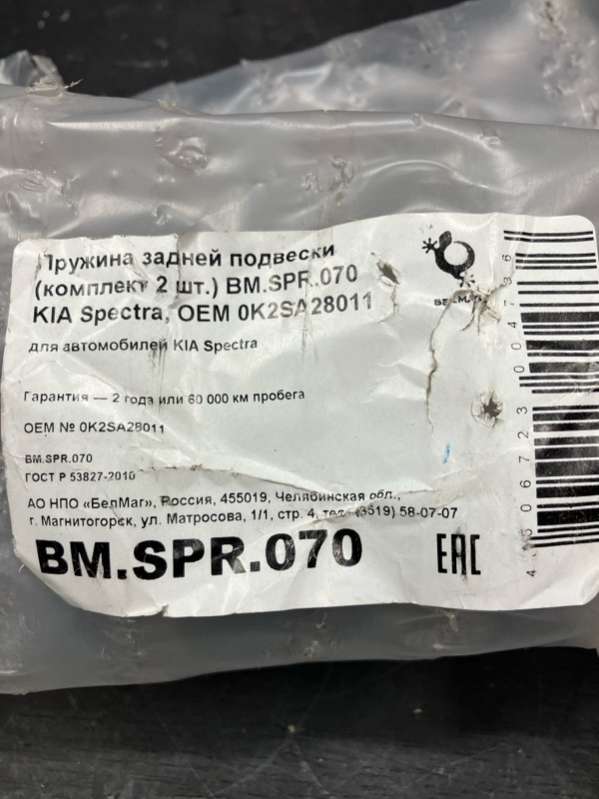 Пружина задней подвески
(комплект 2 шт.) BM.SPR.070
KIA Spectra, OEM 0K2SA28011
для автомобилей KIA Spectra
Гарантия — 2 года или 60 000 км пробега
OEM № 0K2SA28011
BM.SPR.070
ГОСТ Р 53827-2010
АО НПО «БелМаг», Россия, 455019, Челябинская обл.,
г. Магнитогорск, ул. Матросова, 1/1, стр. 4, тел. (3519) 58-07-07
BM.SPR.070
EAC